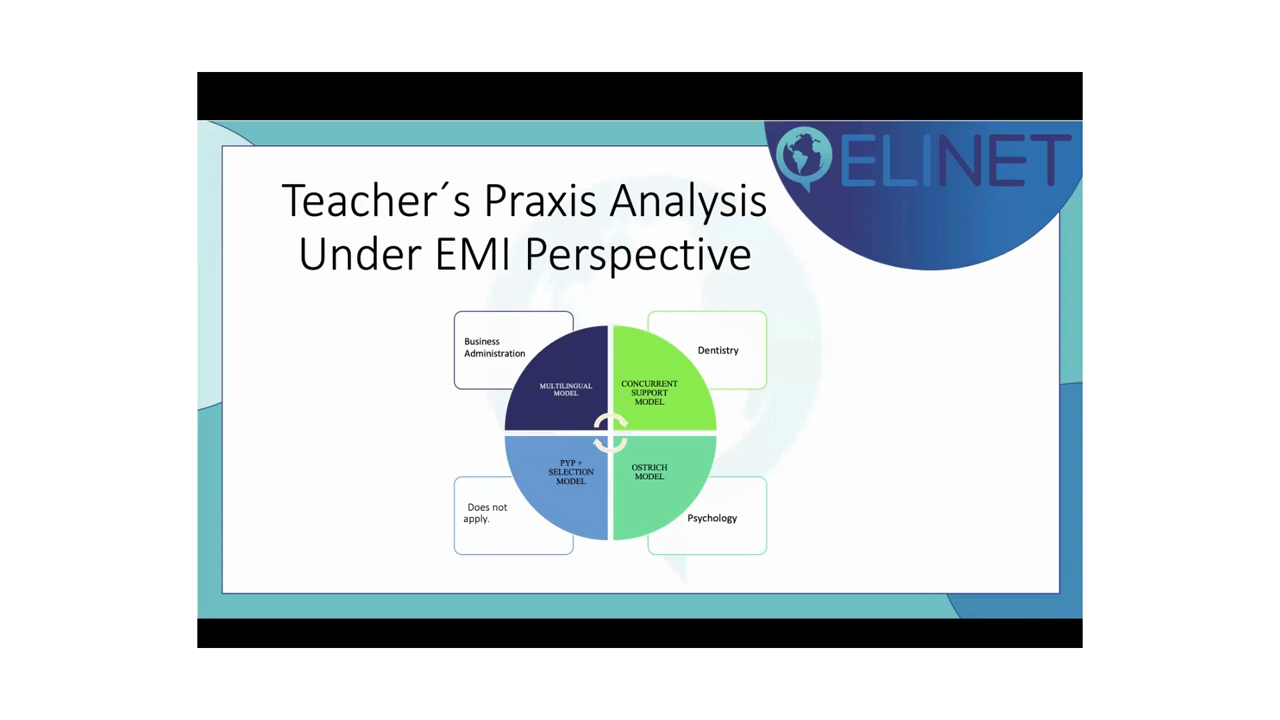 ELINET
Teacher´s Praxis Analysis
Under EMI Perspective
Business
Administration
MULTILINGUAL
MODEL
CONCURRENT
SUPPORT
MODEL
Dentistry
Does not
apply.
PYP +
SELECTION
MODEL
OSTRICH
MODEL
Psychology